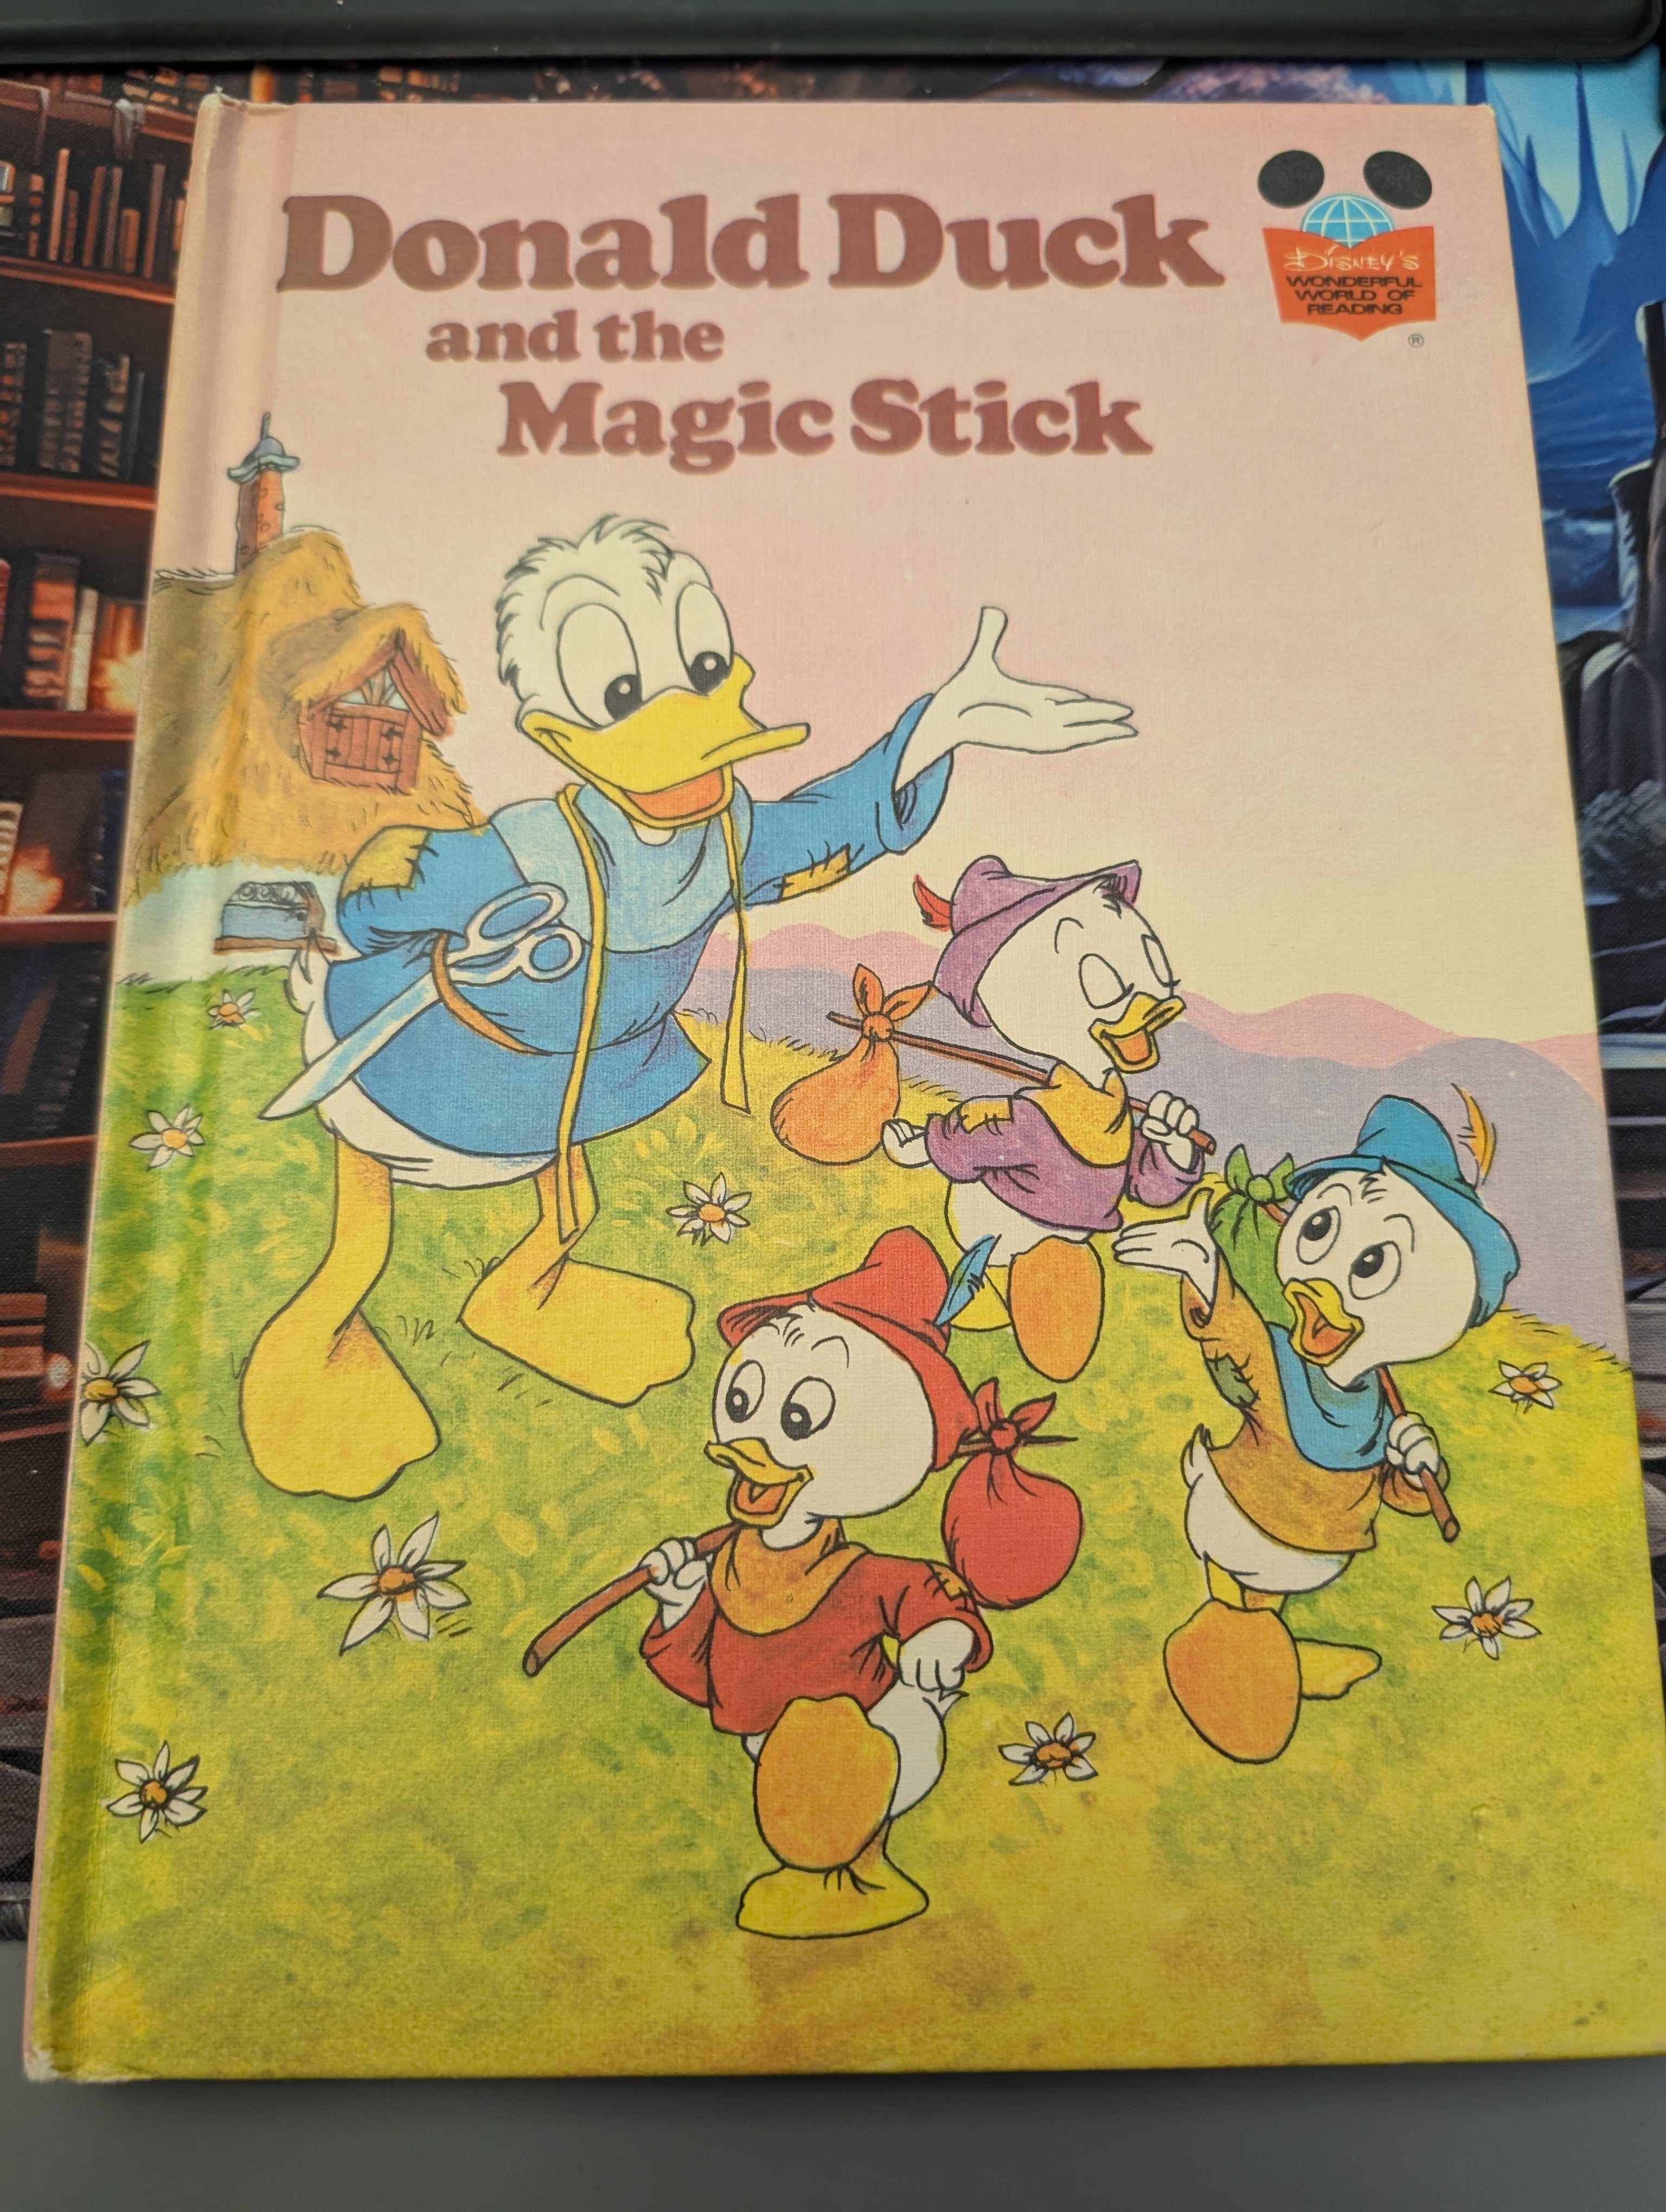 Donald Duck
and the
Magic Stick
Disney's
WONDERFUL
WORLD OF
READING
®